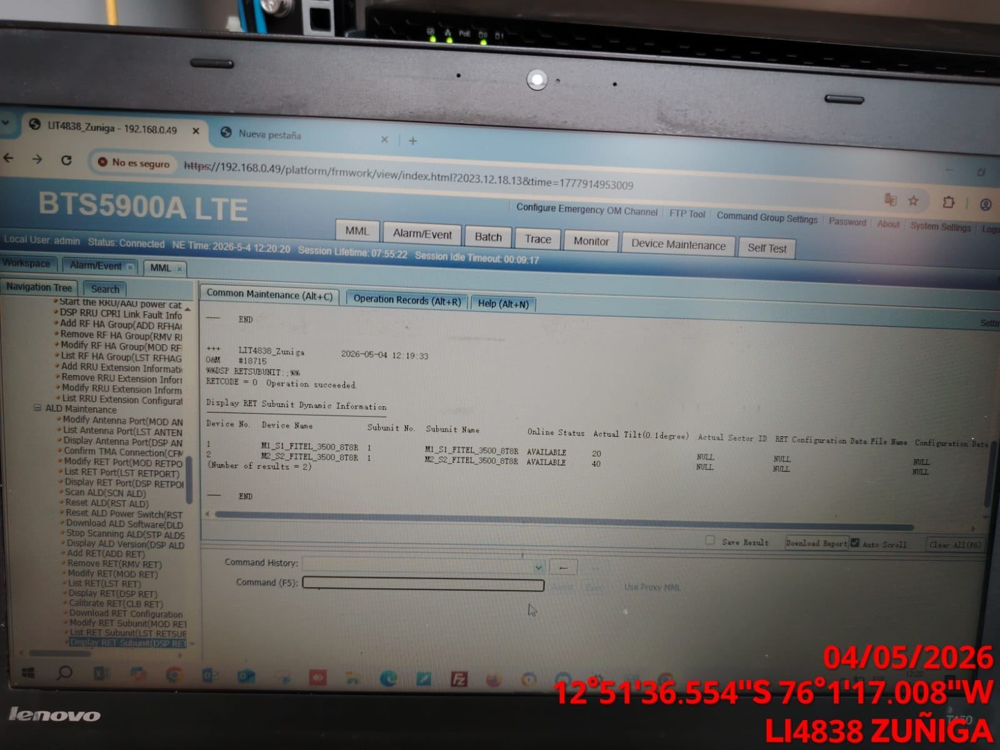 PoE
LIT4838_Zuniga - 192.168.0.49
Nueva pestaña
No es seguro
https://192.168.0.49/platform/frmwork/view/index.html?2023.12.18.13&time=1777914953009
BTS5900A LTE
Configure Emergency OM Channel
FTP Tool
Command Group Settings
Password
About
System Settings
Logo
MML
Alarm/Event
Batch
Trace
Monitor
Device Maintenance
Self Test
Local User: admin Status: Connected NE Time: 2026-5-4 12:20:20 Session Lifetime: 07:55:22 Session Idle Timeout: 00:09:17
Workspace
Alarm/Event
MML
Navigation Tree
Search
Common Maintenance (Alt+C)
Operation Records (Alt+R)
Help (Alt+N)
Settin
Start the RRU/AAU power cat
DSP RRU CPRI Link Fault Info
Add RF HA Group(ADD RFHA
Remove RF HA Group(RMV R
Modify RF HA Group(MOD RF
List RF HA Group(LST RFHAG
Add RRU Extension Informati
Remove RRU Extension Inforr
Modify RRU Extension Inform
List RRU Extension Configurat
ALD Maintenance
Modify Antenna Port(MOD AN
List Antenna Port(LST ANTEN
Display Antenna Port(DSP AN
Confirm TMA Connection(CFM
Modify RET Port(MOD RETPO
List RET Port(LST RETPORT)
Display RET Port(DSP RETPOI
Scan ALD(SCN ALD)
Reset ALD(RST ALD)
Reset ALD Power Switch(RST
Download ALD Software(DLD
Stop Scanning ALD(STP ALDS
Display ALD Version(DSP ALD
Add RET(ADD RET)
Remove RET(RMV RET)
Modify RET(MOD RET)
List RET(LST RET)
Display RET(DSP RET)
Calibrate RET(CLB RET)
Download RET Configuration
Modify RET Subunit(MOD RET
List RET Subunit(LST RETSUE
Display RET Subunit(DSP RET
--- END
+++ LIT4838_Zuniga 2026-05-04 12:19:33
O&M #18715
%%DSP RETSUBUNIT:;%%
RETCODE = 0 Operation succeeded.
Display RET Subunit Dynamic Information
Device No. Device Name Subunit No. Subunit Name Online Status Actual Tilt(0.1degree) Actual Sector ID RET Configuration Data File Name Configuration Data
1 M1_S1_FITEL_3500_8T8R 1 M1_S1_FITEL_3500_8T8R AVAILABLE 20 NULL NULL NULL
2 M2_S2_FITEL_3500_8T8R 1 M2_S2_FITEL_3500_8T8R AVAILABLE 40 NULL NULL NULL
(Number of results = 2)
--- END
Save Result
Download Report
Auto Scroll
Clear All(F6)
Command History:
Command (F5):
Assist
Exec
Use Proxy MML
lenovo
04/05/2026
12°51'36.554"S 76°1'17.008"W
LI4838 ZUÑIGA